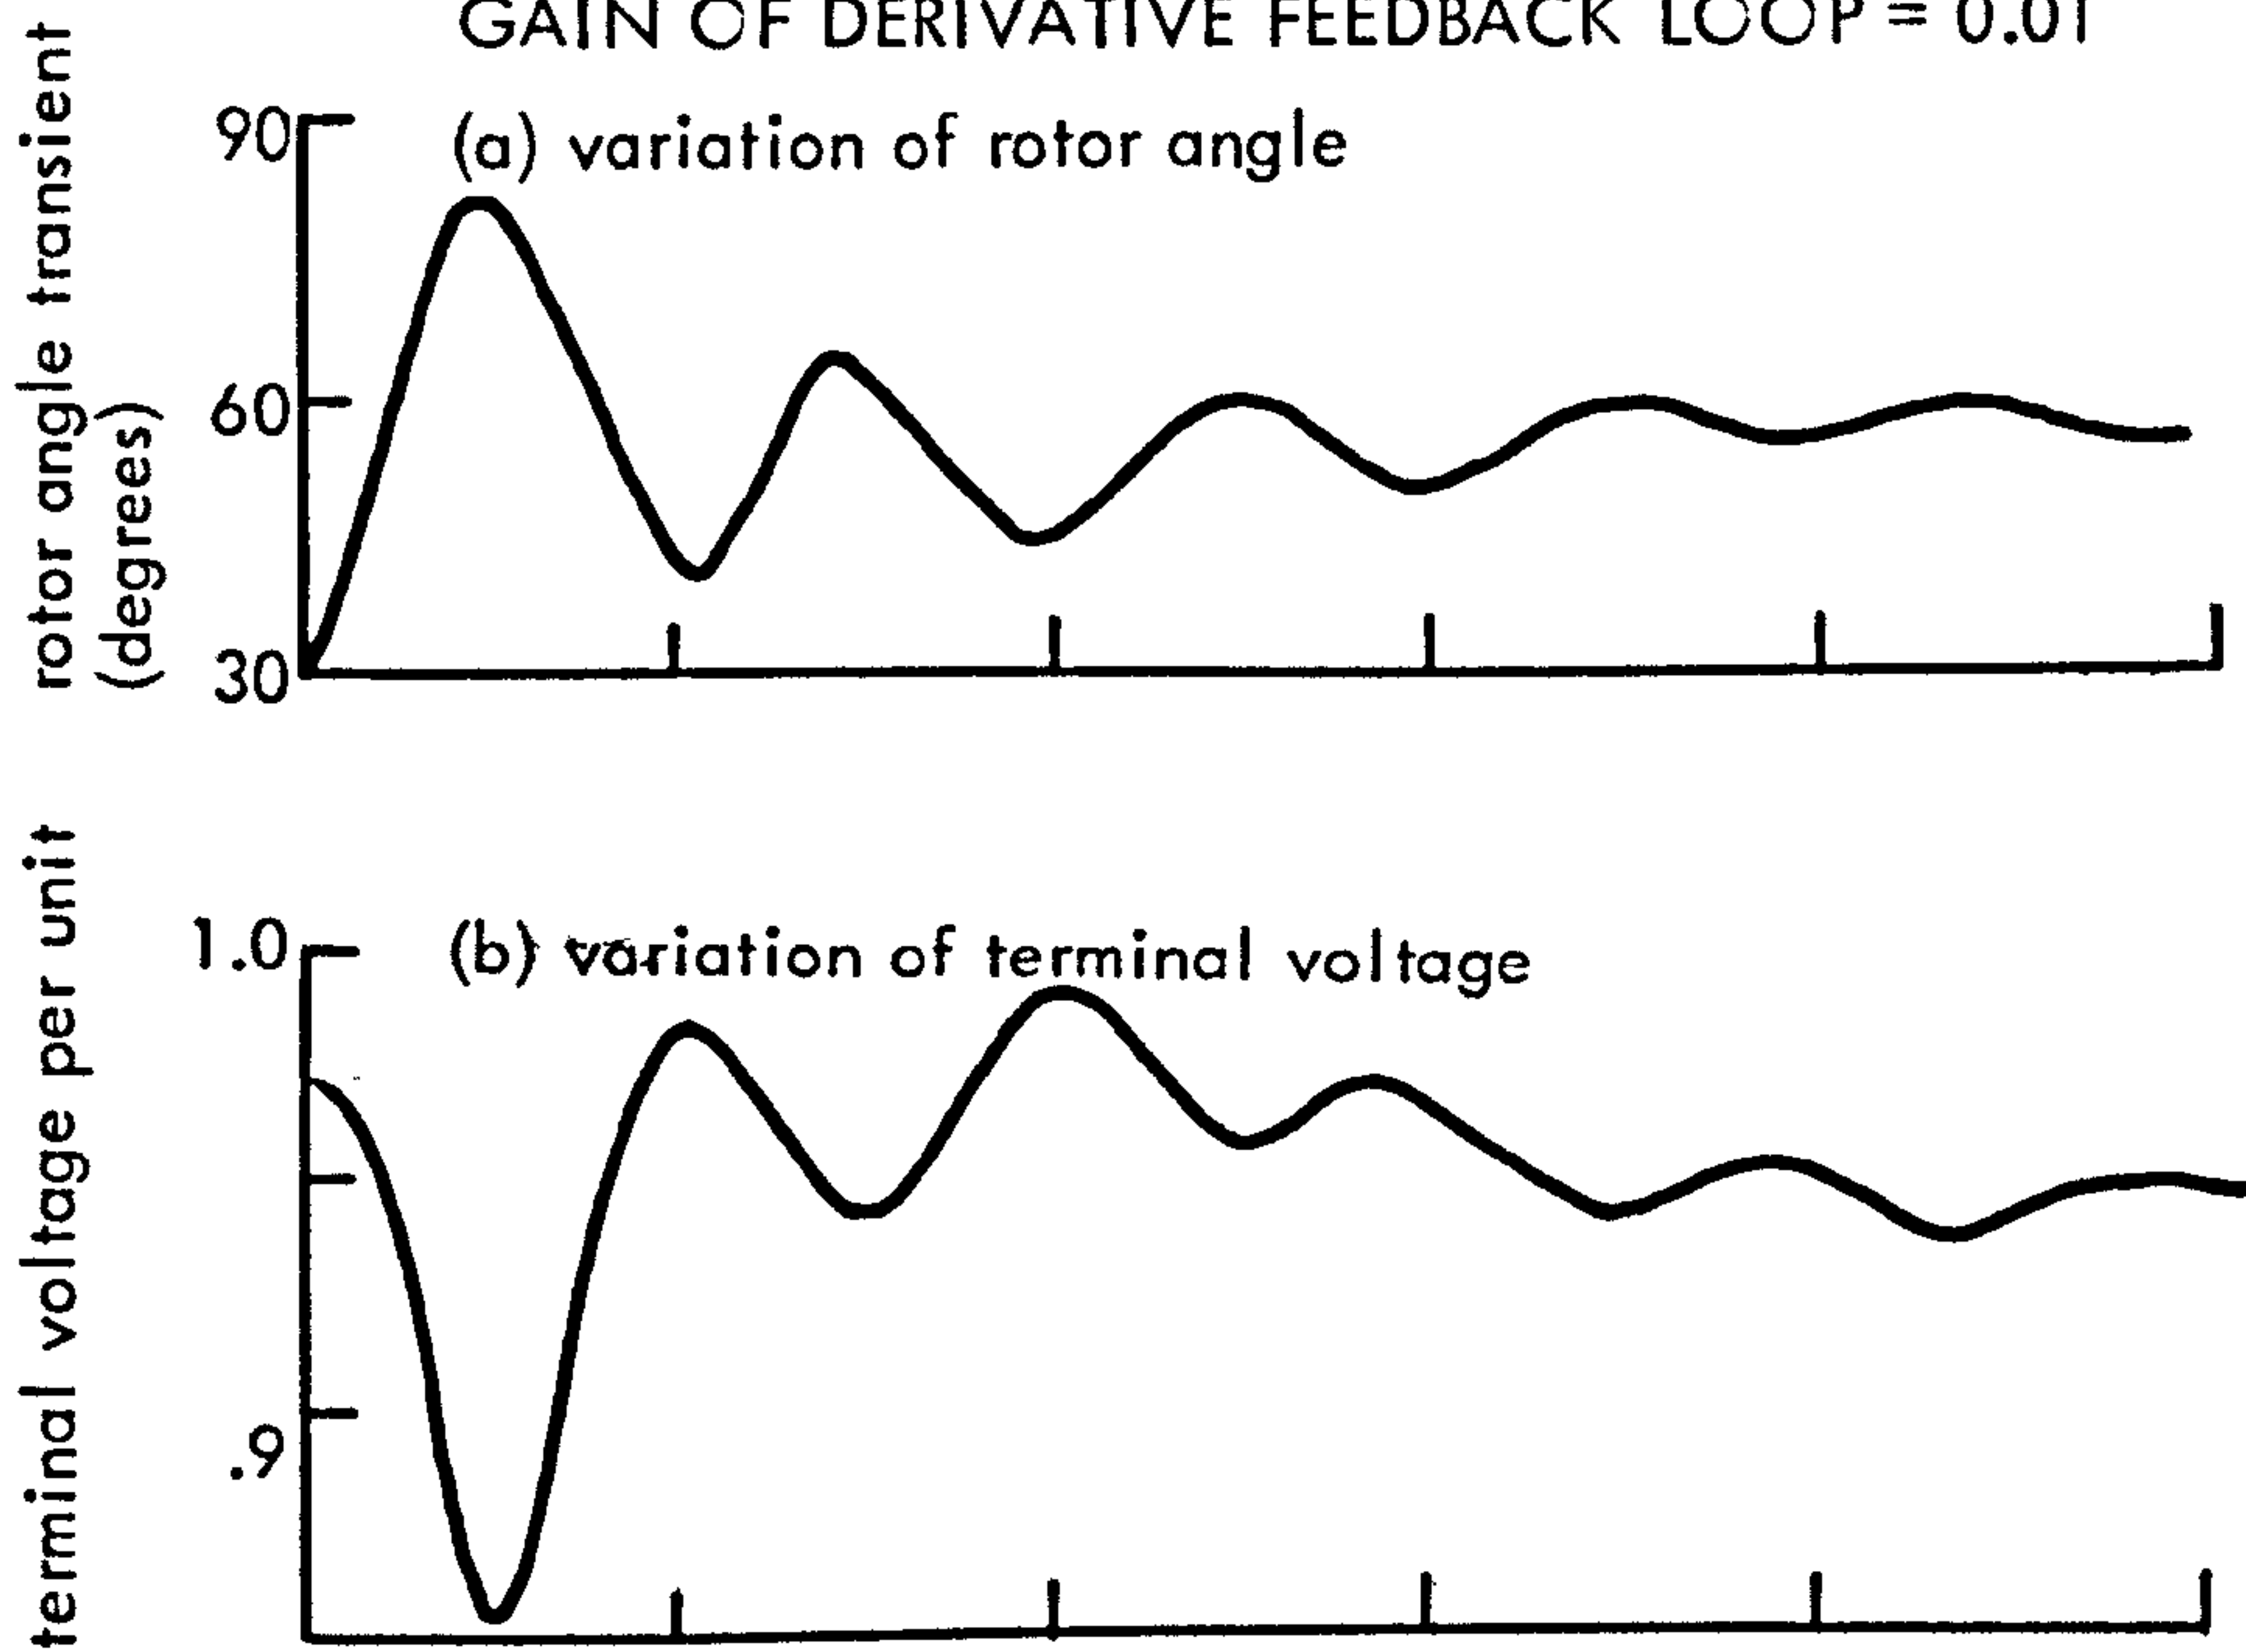 GAIN OF DERIVATIVE FEEDBACK LOOP = 0.01
rotor angle transient
(degrees)
90
(a) variation of rotor angle
60
30
terminal voltage per unit
1.0
(b) variation of terminal voltage
.9